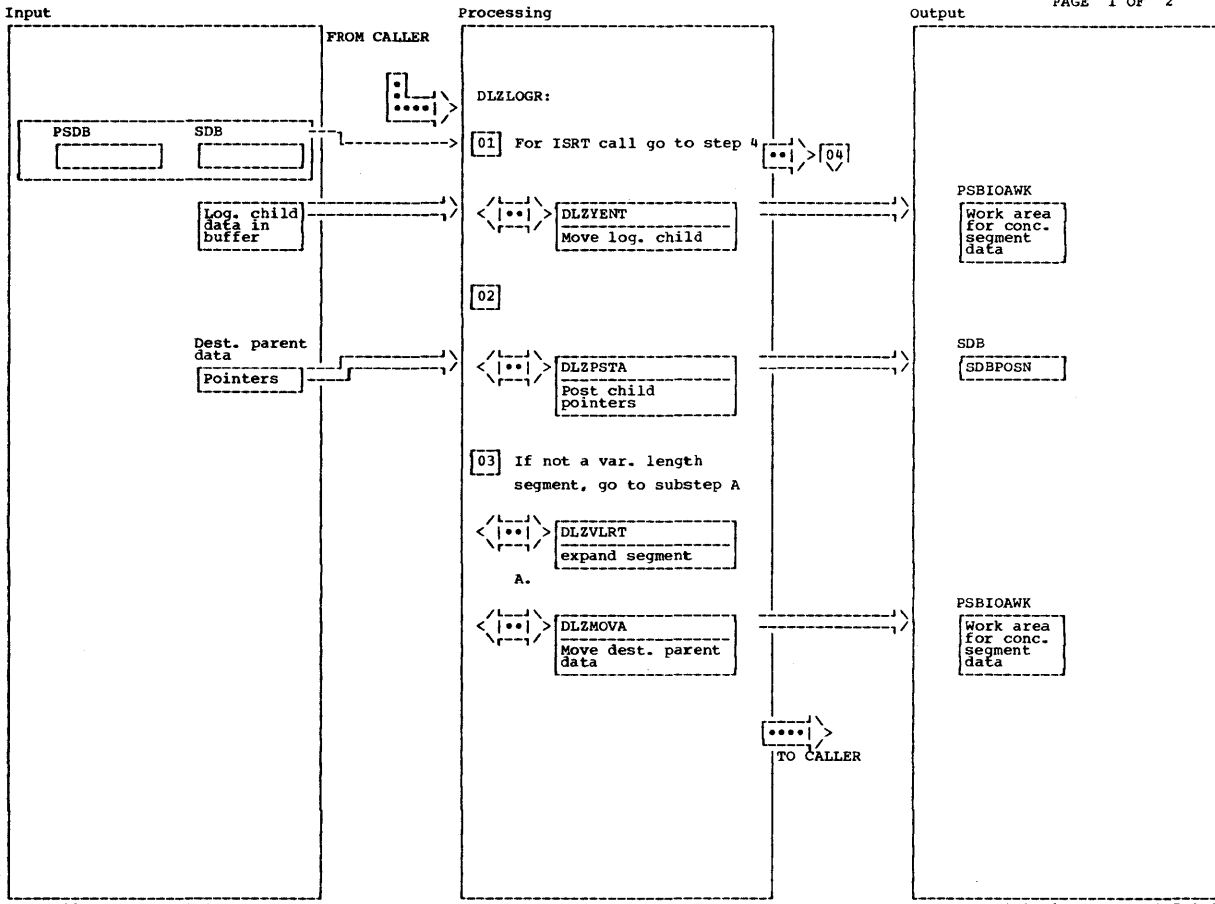 PAGE 1 OF 2
Input
Processing
Output
FROM CALLER
DLZLOGR:
PSDB
SDB
01 For ISRT call go to step 4
04
Log. child
data in
buffer
DLZYENT
Move log. child
PSBIOAWK
Work area
for conc.
segment
data
02
Dest. parent
data
Pointers
DLZPSTA
Post child
pointers
SDB
SDBPOSN
03 If not a var. length
segment, go to substep A
DLZVLRT
expand segment
A.
DLZMOVA
Move dest. parent
data
PSBIOAWK
Work area
for conc.
segment
data
TO CALLER